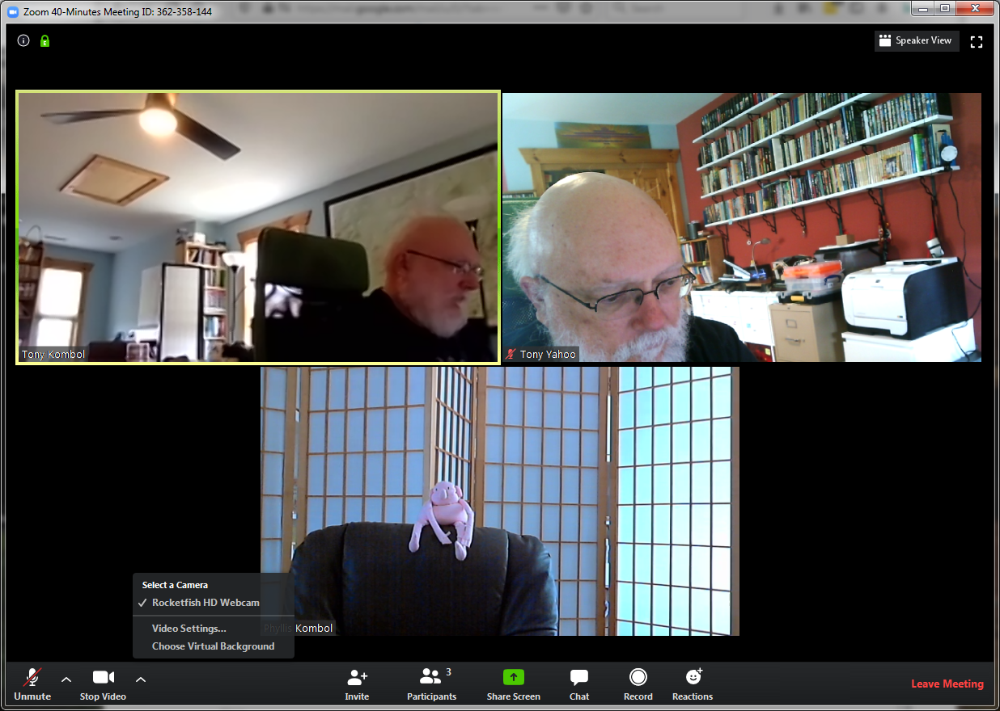 Zoom 40-Minutes Meeting ID: 362-358-144
Speaker View
Tony Kombol
Tony Yahoo
Select a Camera
✓ Rocketfish HD Webcam
Video Settings...
Phyllis Kombol
Choose Virtual Background
3
Unmute
Stop Video
Invite
Participants
Share Screen
Chat
Record
Reactions
Leave Meeting